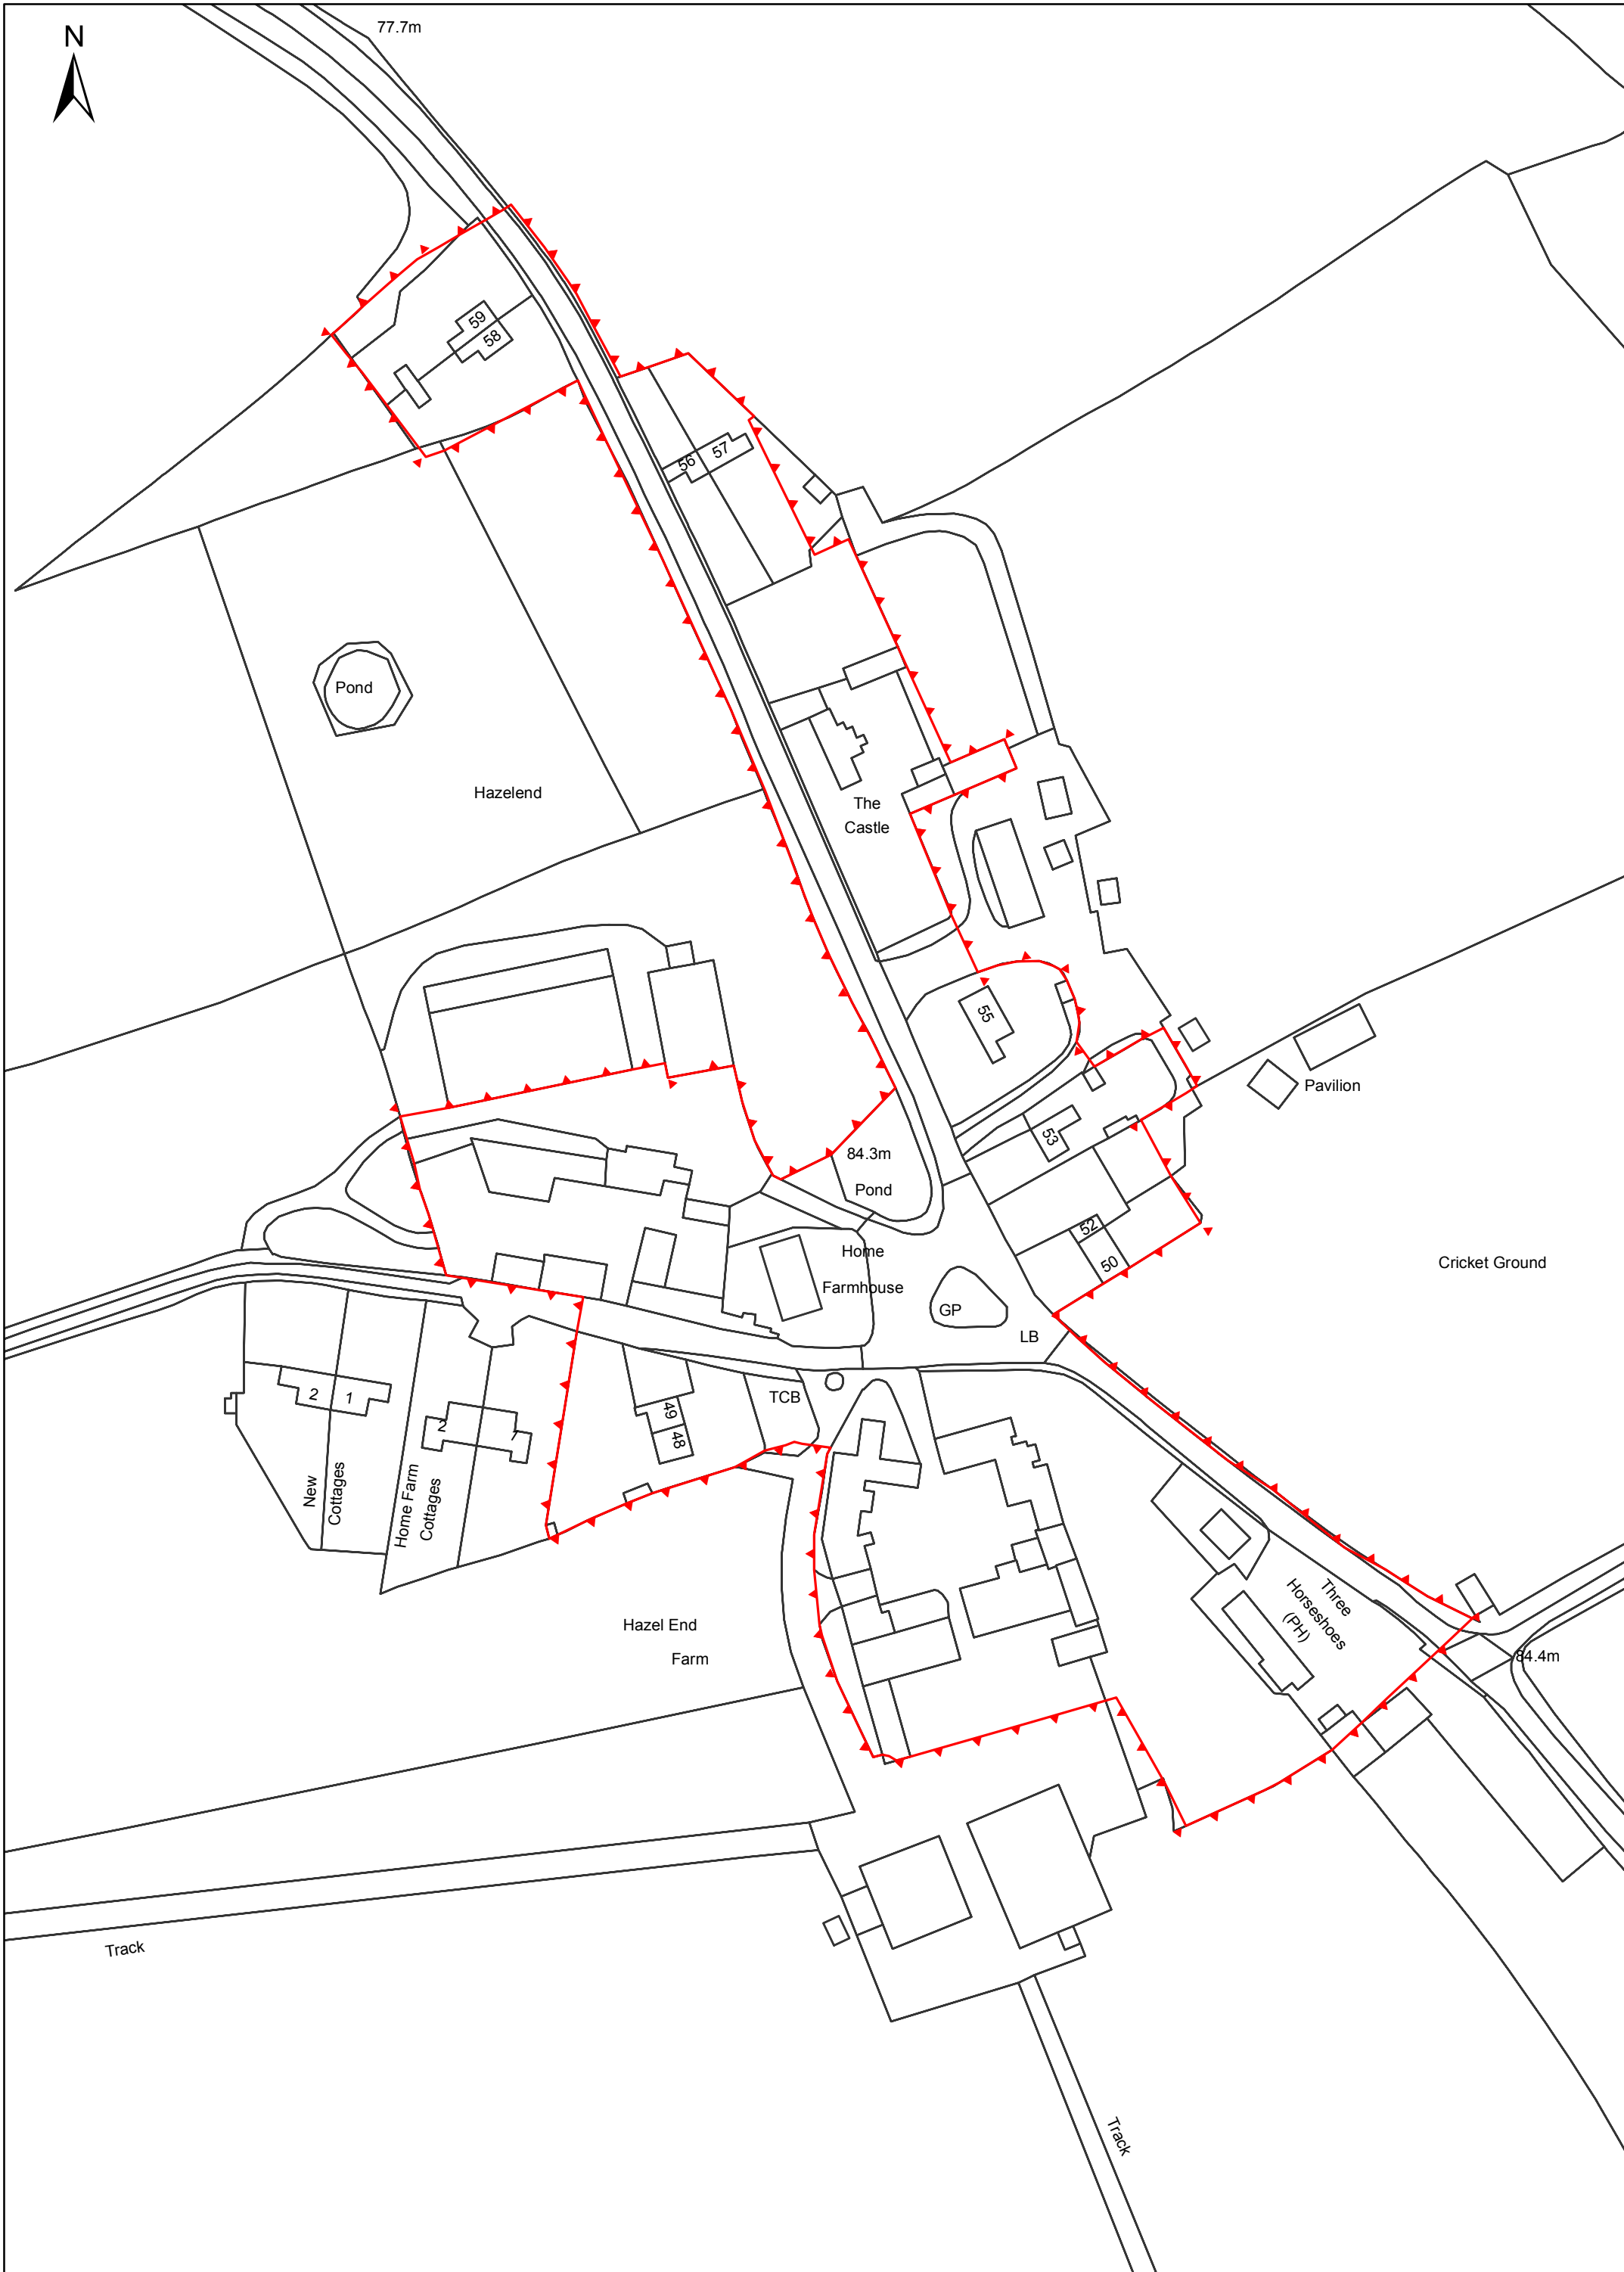 N
77.7m
59
58
56
57
Pond
Hazelend
The
Castle
55
Pavilion
53
84.3m
Pond
52
50
Home
Farmhouse
Cricket Ground
GP
LB
TCB
2
1
2
49
48
New
Cottages
Home Farm
Cottages
Three
Horseshoes
(PH)
Hazel End
Farm
84.4m
Track
Track